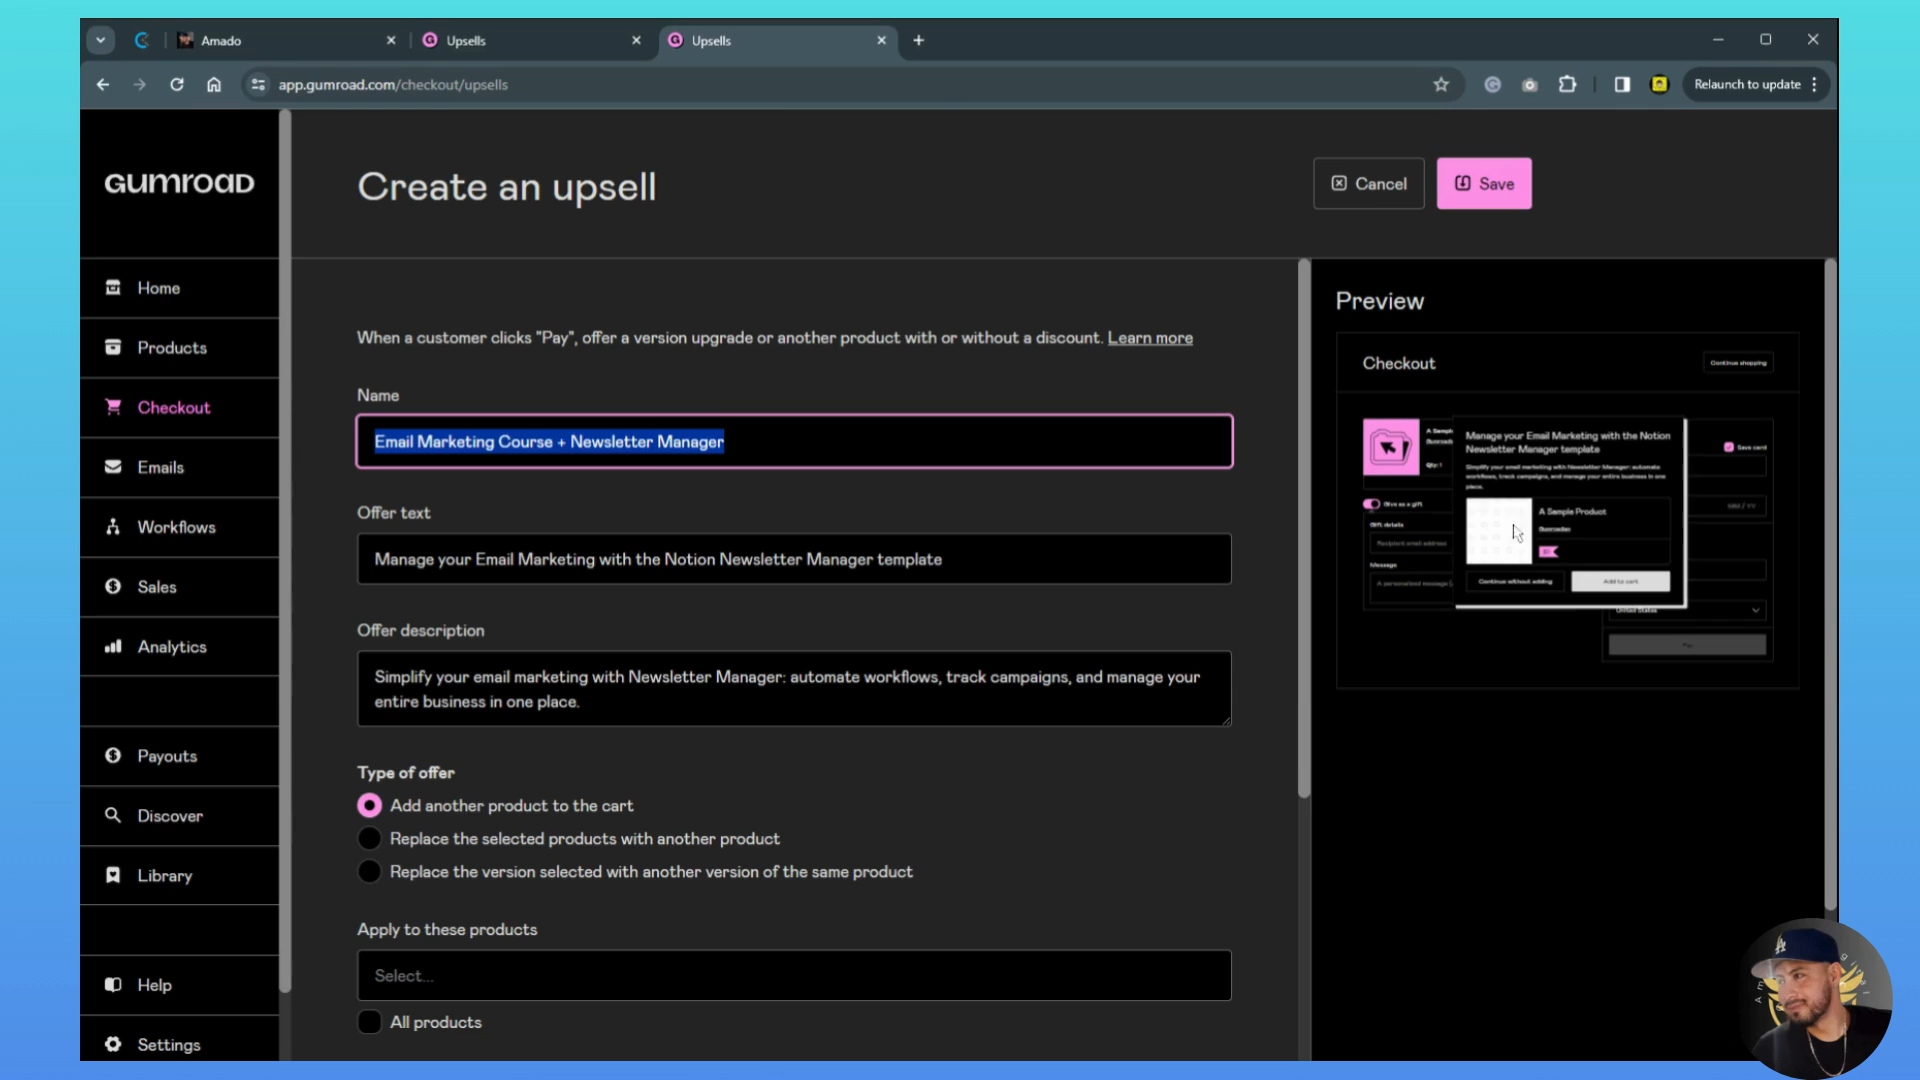 Amado
Upsells
Upsells
app.gumroad.com/checkout/upsells
Relaunch to update
GUMROAD
Create an upsell
Cancel
Save
Home
Products
Checkout
Emails
Workflows
Sales
Analytics
Payouts
Discover
Library
Help
Settings
When a customer clicks "Pay", offer a version upgrade or another product with or without a discount. Learn more
Name
Email Marketing Course + Newsletter Manager
Offer text
Manage your Email Marketing with the Notion Newsletter Manager template
Offer description
Simplify your email marketing with Newsletter Manager: automate workflows, track campaigns, and manage your
entire business in one place.
Type of offer
Add another product to the cart
Replace the selected products with another product
Replace the version selected with another version of the same product
Apply to these products
Select...
All products
Preview
Checkout
Continue shopping
A Sample
Qty: 1
Give as a gift
Gift details
Recipient email address
Message
A personalized message
Manage your Email Marketing with the Notion
Newsletter Manager template
Simplify your email marketing with Newsletter Manager: automate
workflows, track campaigns, and manage your entire business in one
place.
A Sample Product
Continue without adding
Add to cart
Save card
MM / YY
United States
Pay